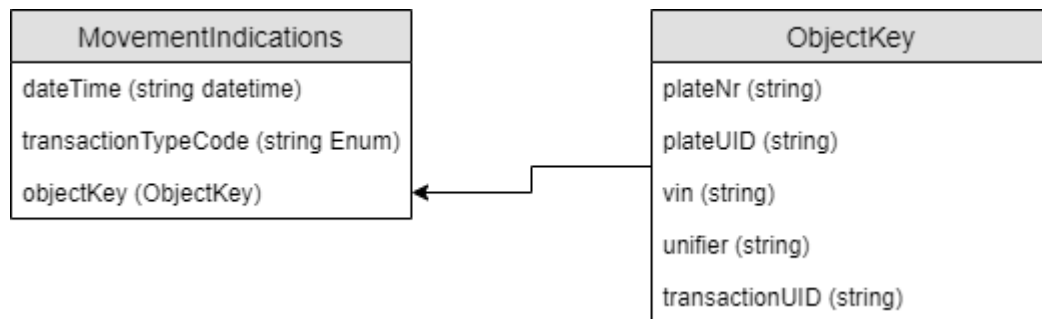 MovementIndications
dateTime (string datetime)
transactionTypeCode (string Enum)
objectKey (ObjectKey)
ObjectKey
plateNr (string)
plateUID (string)
vin (string)
unifier (string)
transactionUID (string)